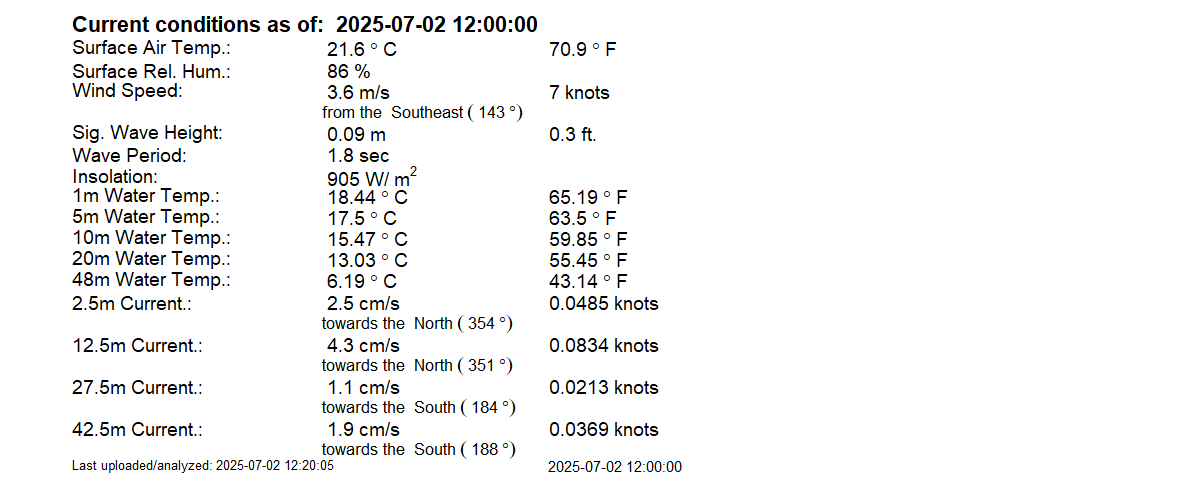 Current conditions as of: 2025-07-02 12:00:00
Surface Air Temp.: 21.6 ° C 70.9 ° F
Surface Rel. Hum.: 86 %
Wind Speed: 3.6 m/s 7 knots
from the Southeast ( 143 °)
Sig. Wave Height: 0.09 m 0.3 ft.
Wave Period: 1.8 sec
Insolation: 905 W/ m²
1m Water Temp.: 18.44 ° C 65.19 ° F
5m Water Temp.: 17.5 ° C 63.5 ° F
10m Water Temp.: 15.47 ° C 59.85 ° F
20m Water Temp.: 13.03 ° C 55.45 ° F
48m Water Temp.: 6.19 ° C 43.14 ° F
2.5m Current.: 2.5 cm/s 0.0485 knots
towards the North ( 354 °)
12.5m Current.: 4.3 cm/s 0.0834 knots
towards the North ( 351 °)
27.5m Current.: 1.1 cm/s 0.0213 knots
towards the South ( 184 °)
42.5m Current.: 1.9 cm/s 0.0369 knots
towards the South ( 188 °)
Last uploaded/analyzed: 2025-07-02 12:20:05 2025-07-02 12:00:00